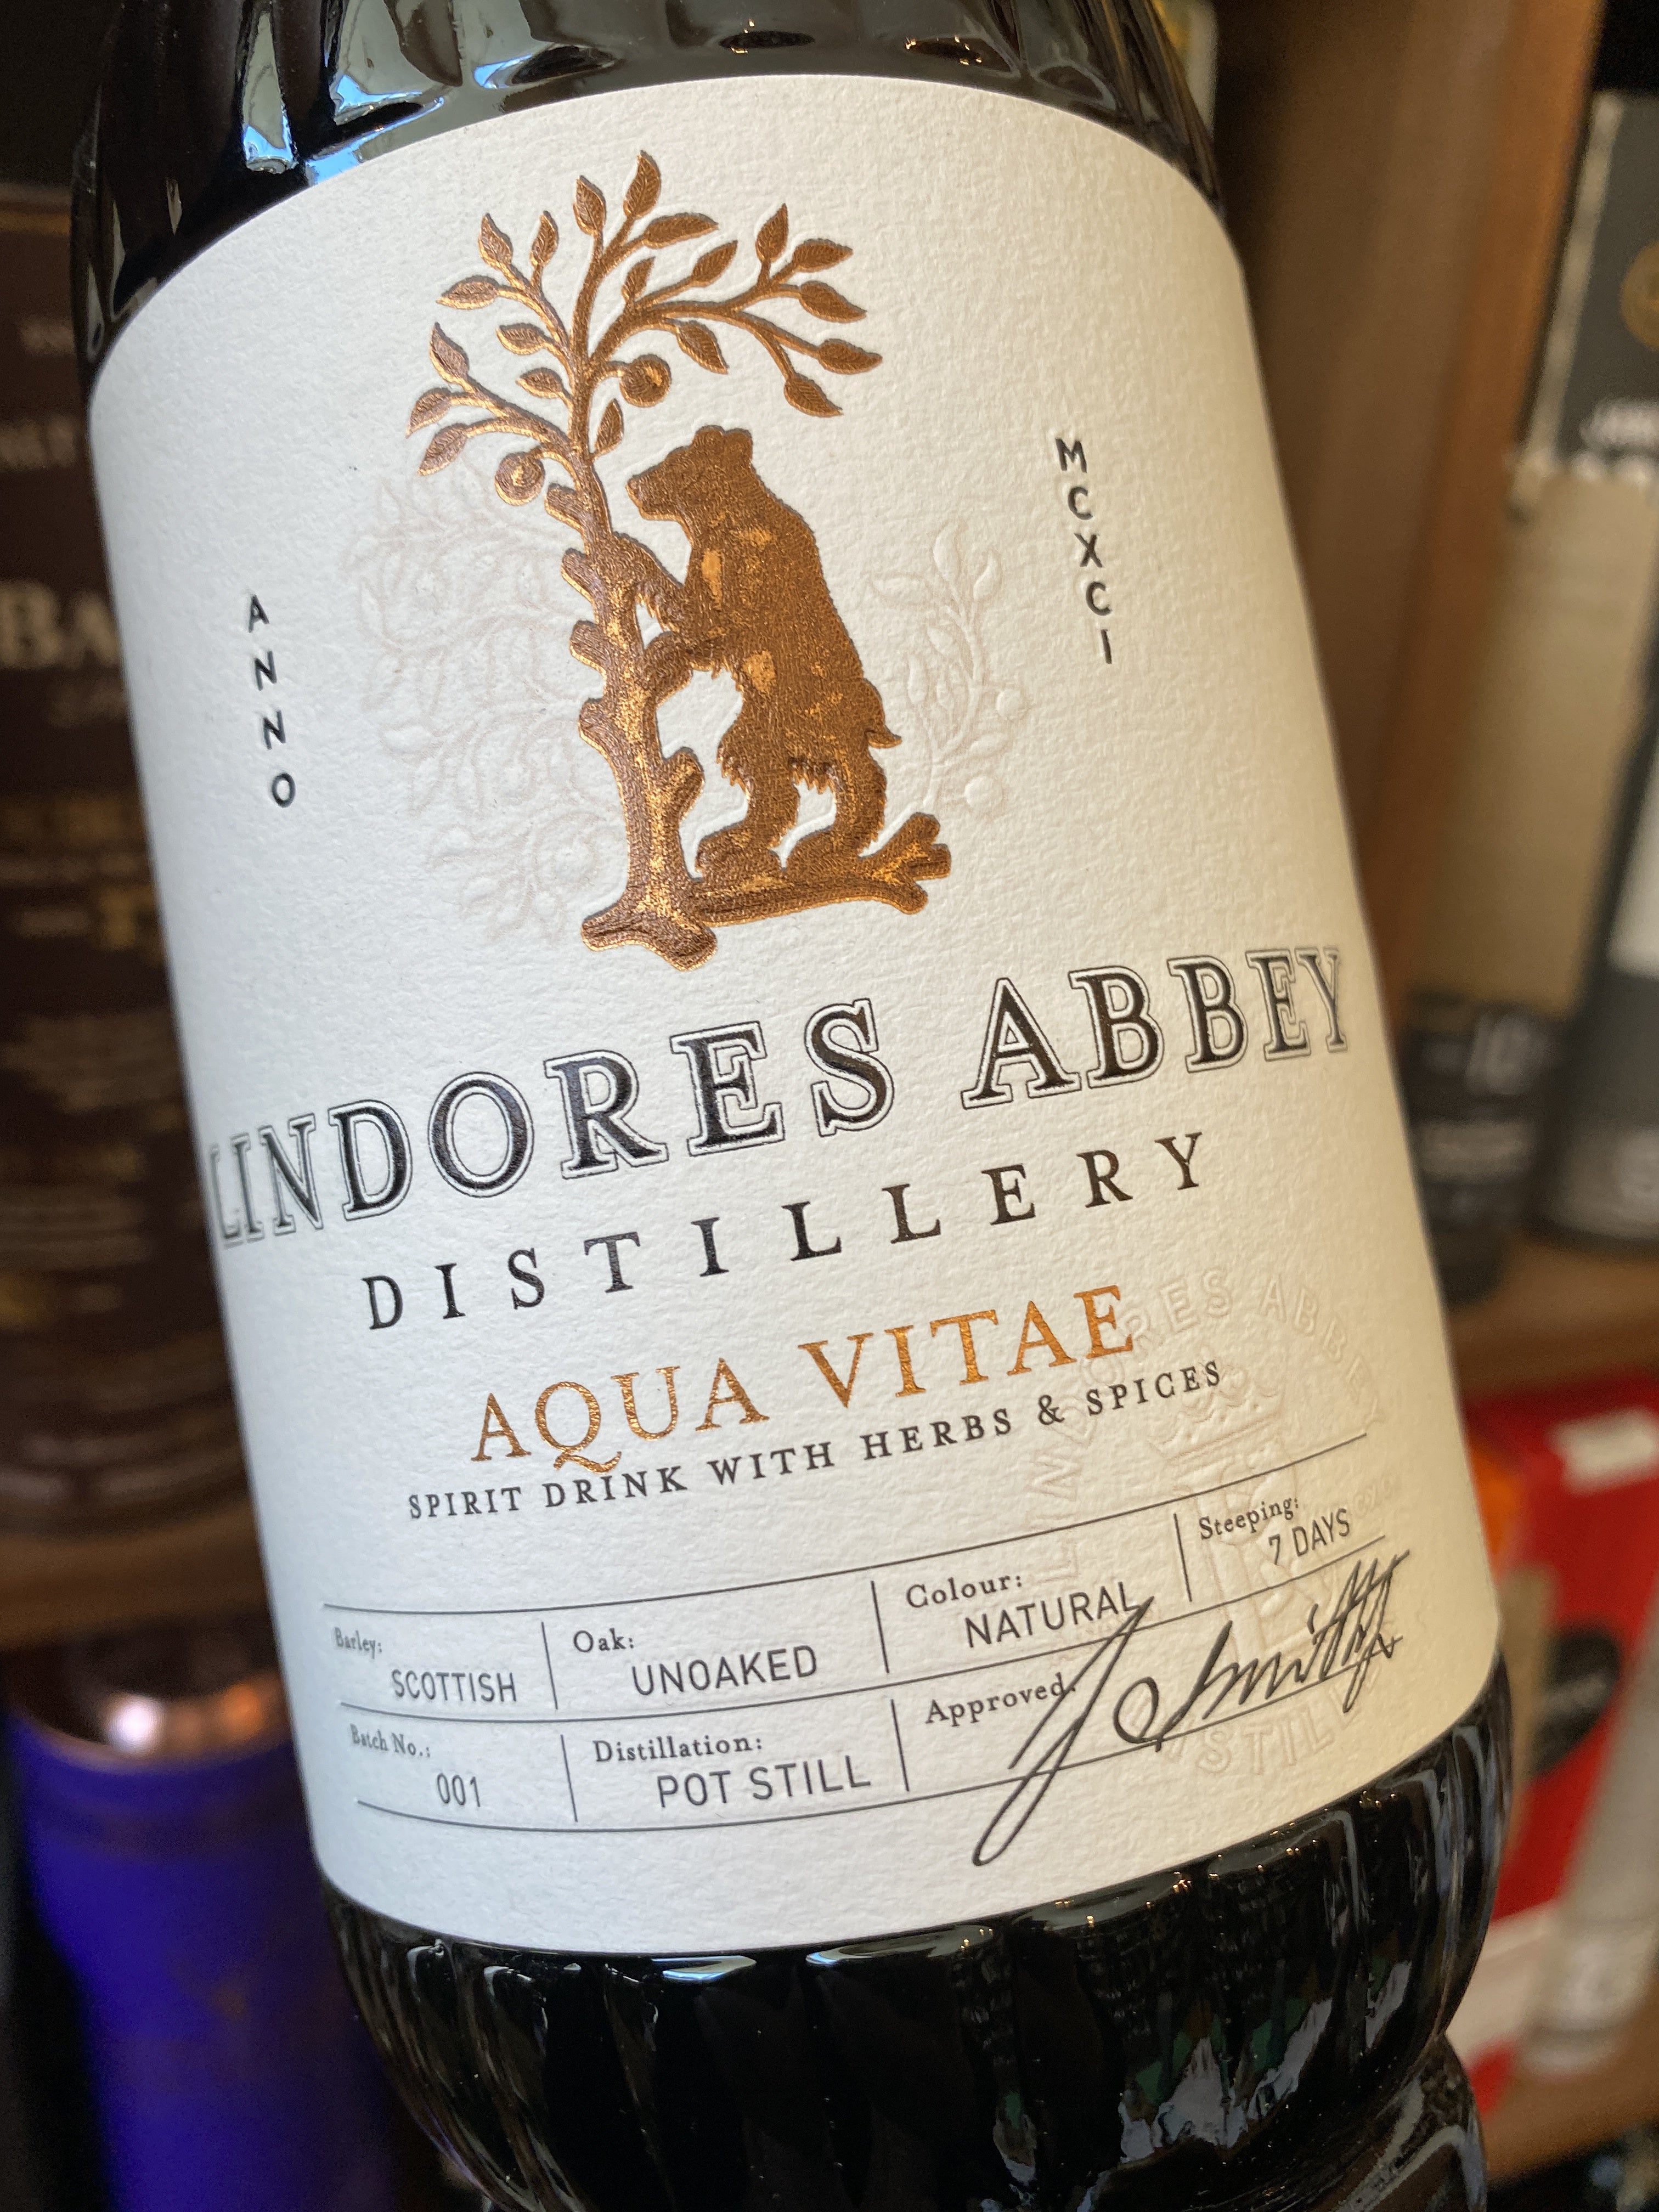 ANNO
MCXCI
LINDORES ABBEY
DISTILLERY
AQUA VITAE
SPIRIT DRINK WITH HERBS & SPICES
Barley:
SCOTTISH
Oak:
UNOAKED
Colour:
NATURAL
Steeping:
7 DAYS
Batch No.:
001
Distillation:
POT STILL
Approved: